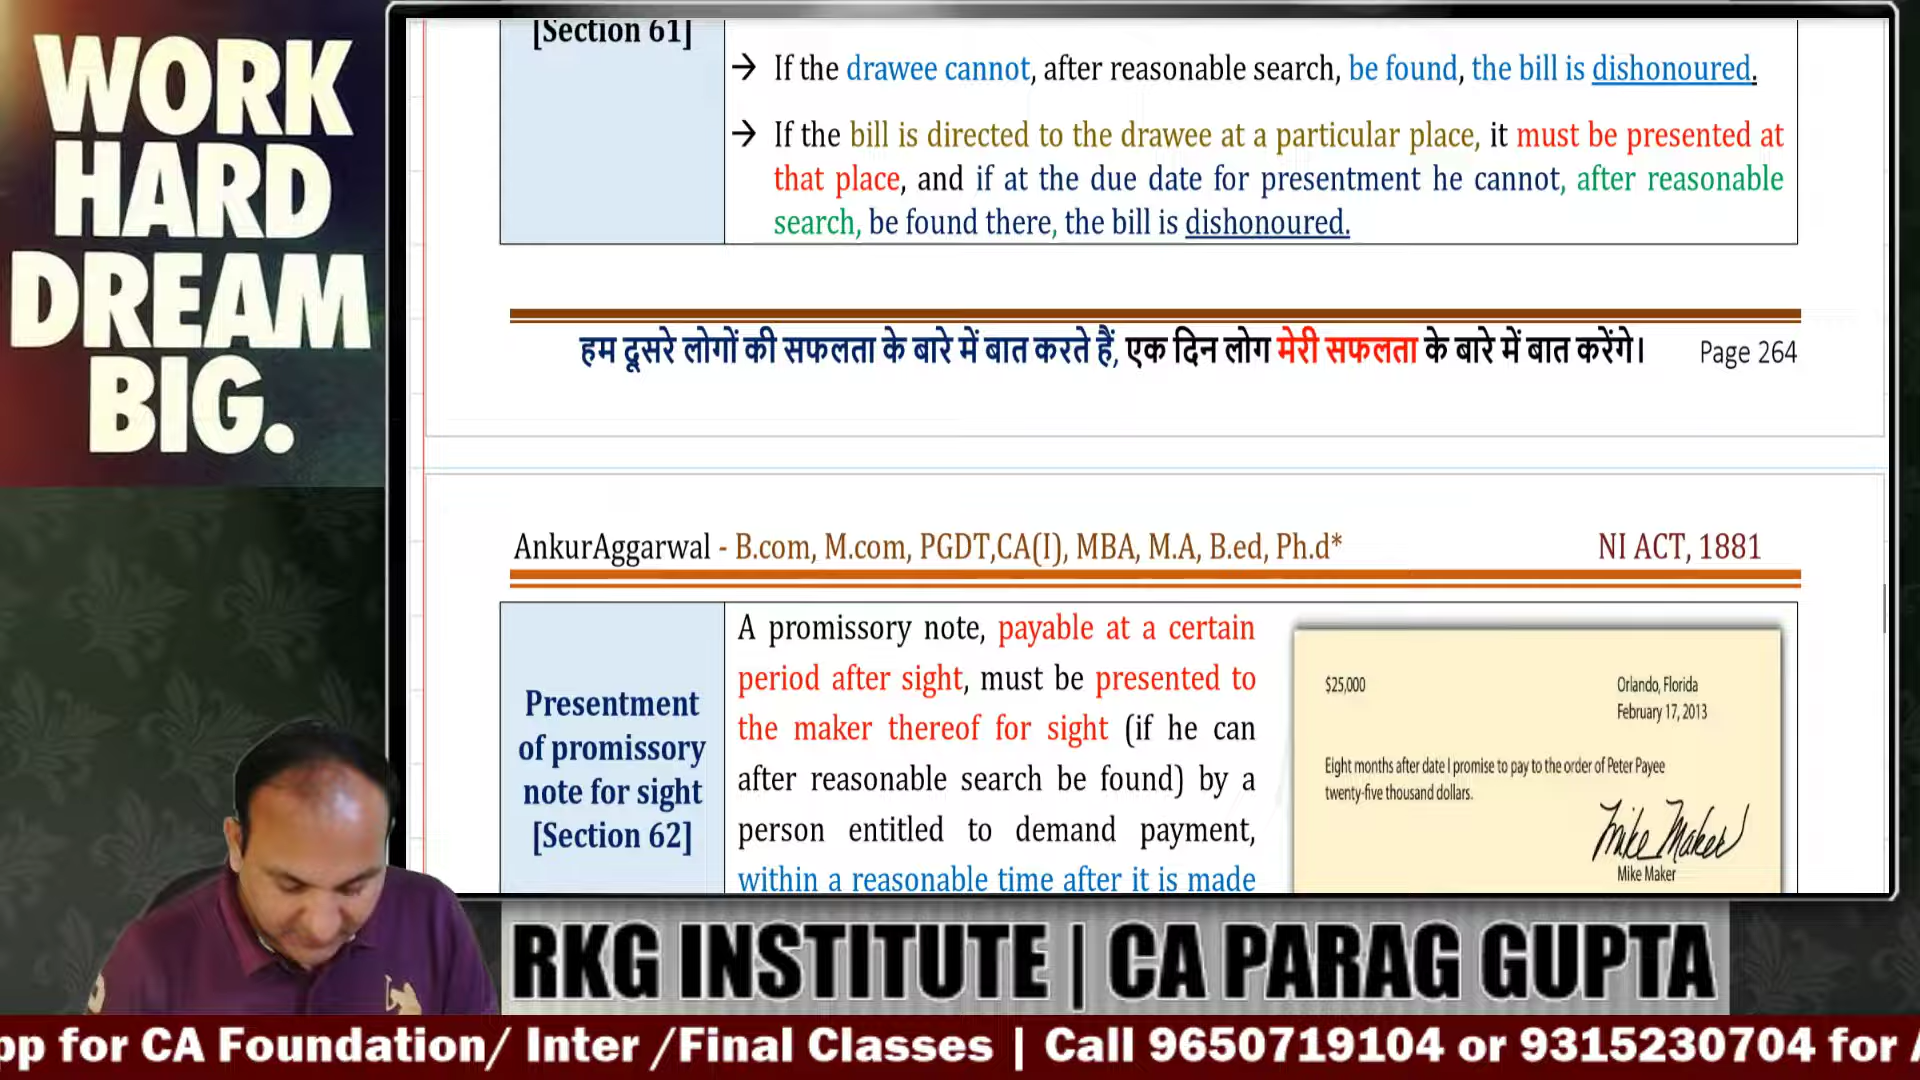 WORK
HARD
DREAM
BIG.
[Section 61]
→ If the drawee cannot, after reasonable search, be found, the bill is dishonoured.
→ If the bill is directed to the drawee at a particular place, it must be presented at
that place, and if at the due date for presentment he cannot, after reasonable
search, be found there, the bill is dishonoured.
हम दूसरे लोगों की सफलता के बारे में बात करते हैं, एक दिन लोग मेरी सफलता के बारे में बात करेंगे। Page 264
AnkurAggarwal - B.com, M.com, PGDT,CA(I), MBA, M.A, B.ed, Ph.d* NI ACT, 1881
Presentment
of promissory
note for sight
[Section 62]
A promissory note, payable at a certain
period after sight, must be presented to
the maker thereof for sight (if he can
after reasonable search be found) by a
person entitled to demand payment,
within a reasonable time after it is made
$25,000
Orlando, Florida
February 17, 2013
Eight months after date I promise to pay to the order of Peter Payee
twenty-five thousand dollars.
Mike Maker
Mike Maker
RKG INSTITUTE | CA PARAG GUPTA
pp for CA Foundation/ Inter /Final Classes | Call 9650719104 or 9315230704 for A